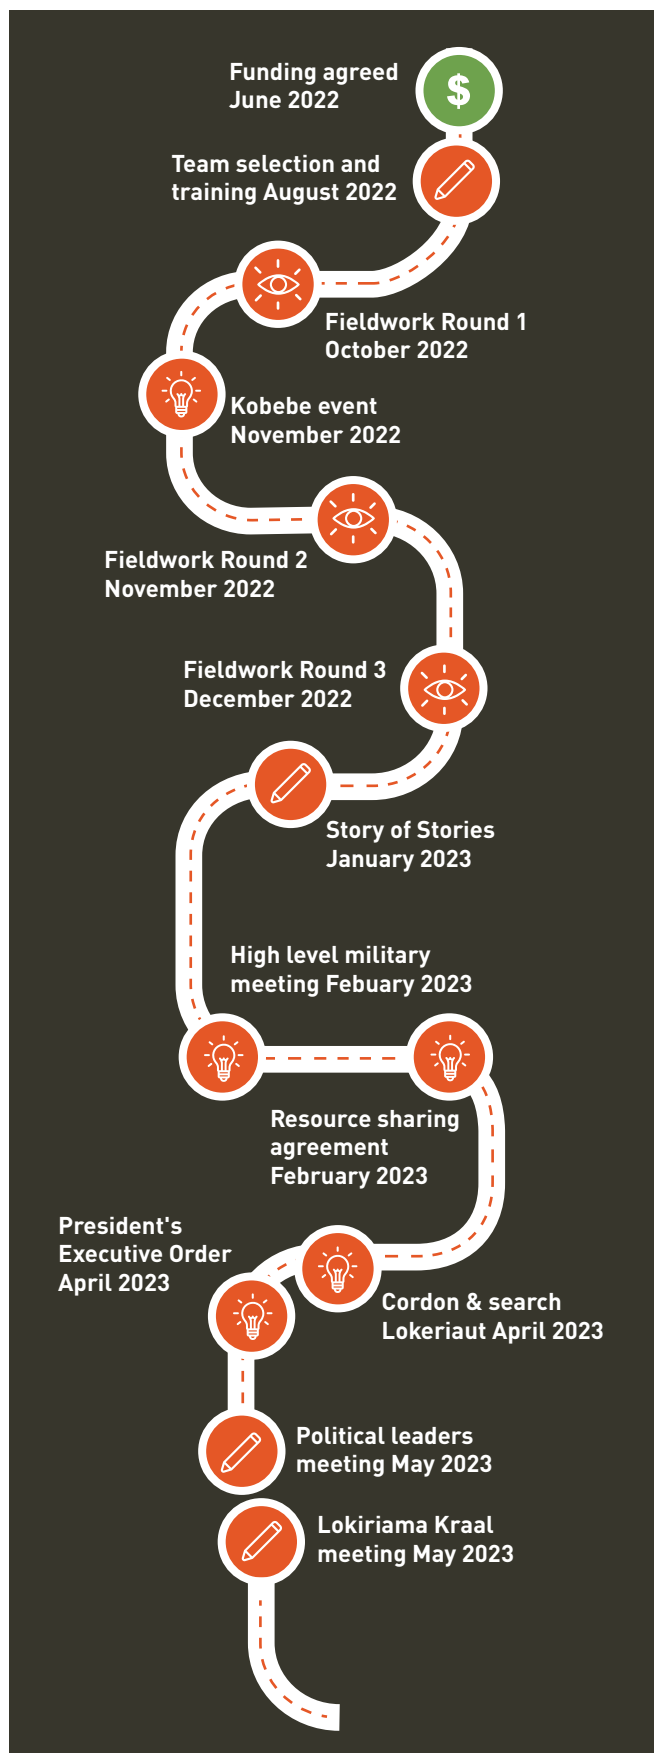 Funding agreed
June 2022
$
Team selection and
training August 2022
Fieldwork Round 1
October 2022
Kobebe event
November 2022
Fieldwork Round 2
November 2022
Fieldwork Round 3
December 2022
Story of Stories
January 2023
High level military
meeting Febuary 2023
Resource sharing
agreement
February 2023
President's
Executive Order
April 2023
Cordon & search
Lokeriaut April 2023
Political leaders
meeting May 2023
Lokiriama Kraal
meeting May 2023